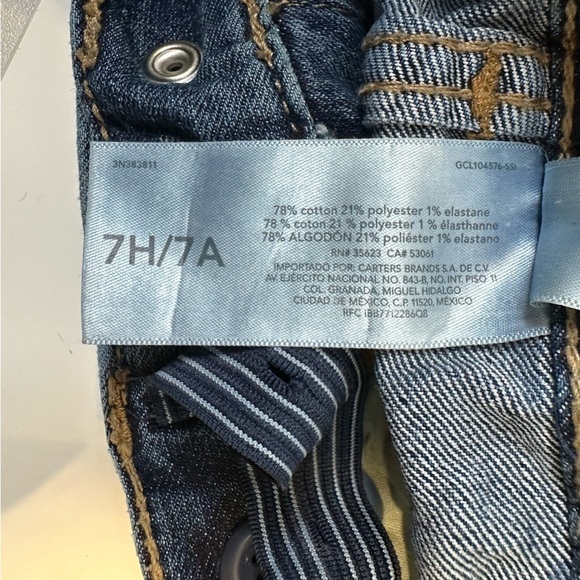 3N383811
GCL104576-SSI
78% cotton 21% polyester 1% elastane
78 % coton 21 % polyester 1 % élasthanne
78% ALGODÓN 21% poliéster 1% elastano
RN# 35623 CA# 53061
7H/7A
IMPORTADO POR: CARTERS BRANDS S.A. DE C.V.
AV. EJÉRCITO NACIONAL NO. 843-B, NO. INT. PISO 11
COL. GRANADA, MIGUEL HIDALGO
CIUDAD DE MÉXICO, C.P. 11520, MÉXICO
RFC IBB7712286Q8